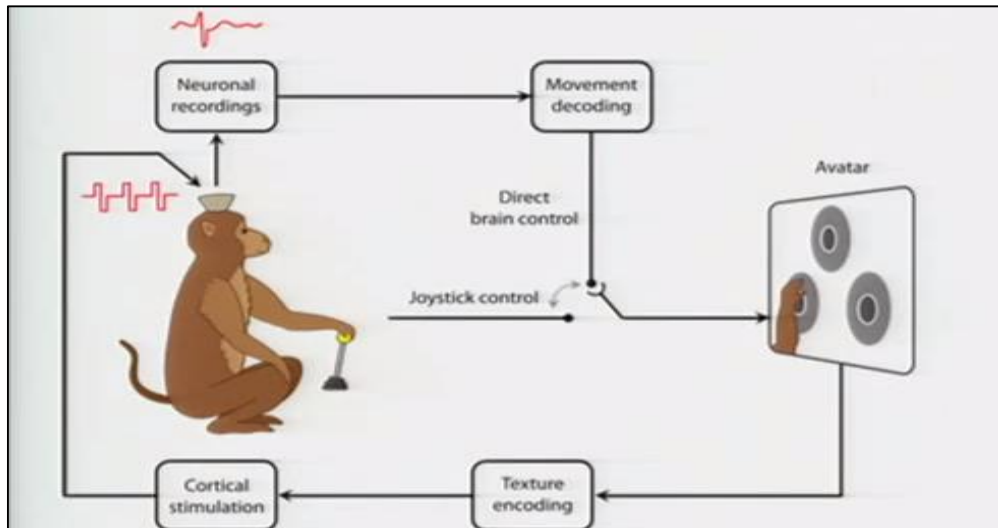 Neuronal
recordings
Movement
decoding
Avatar
Direct
brain control
Joystick control
Cortical
stimulation
Texture
encoding